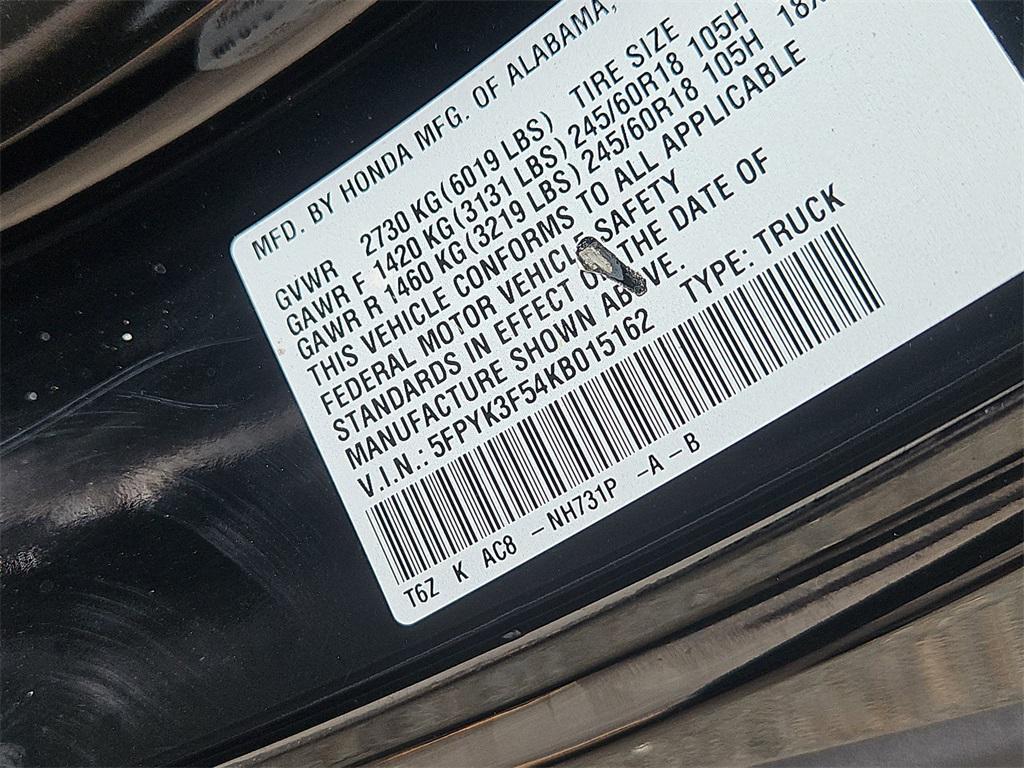 MFD. BY HONDA MFG. OF ALABAMA,
TIRE SIZE
GVWR 2730 KG(6019 LBS)
GAWR F 1420 KG(3131 LBS) 245/60R18 105H
GAWR R 1460 KG(3219 LBS) 245/60R18 105H
THIS VEHICLE CONFORMS TO ALL APPLICABLE
FEDERAL MOTOR VEHICLE SAFETY
STANDARDS IN EFFECT ON THE DATE OF
MANUFACTURE SHOWN ABOVE.
V.I.N.: 5FPYK3F54KB015162 TYPE: TRUCK
T6Z K AC8 -NH731P -A -B